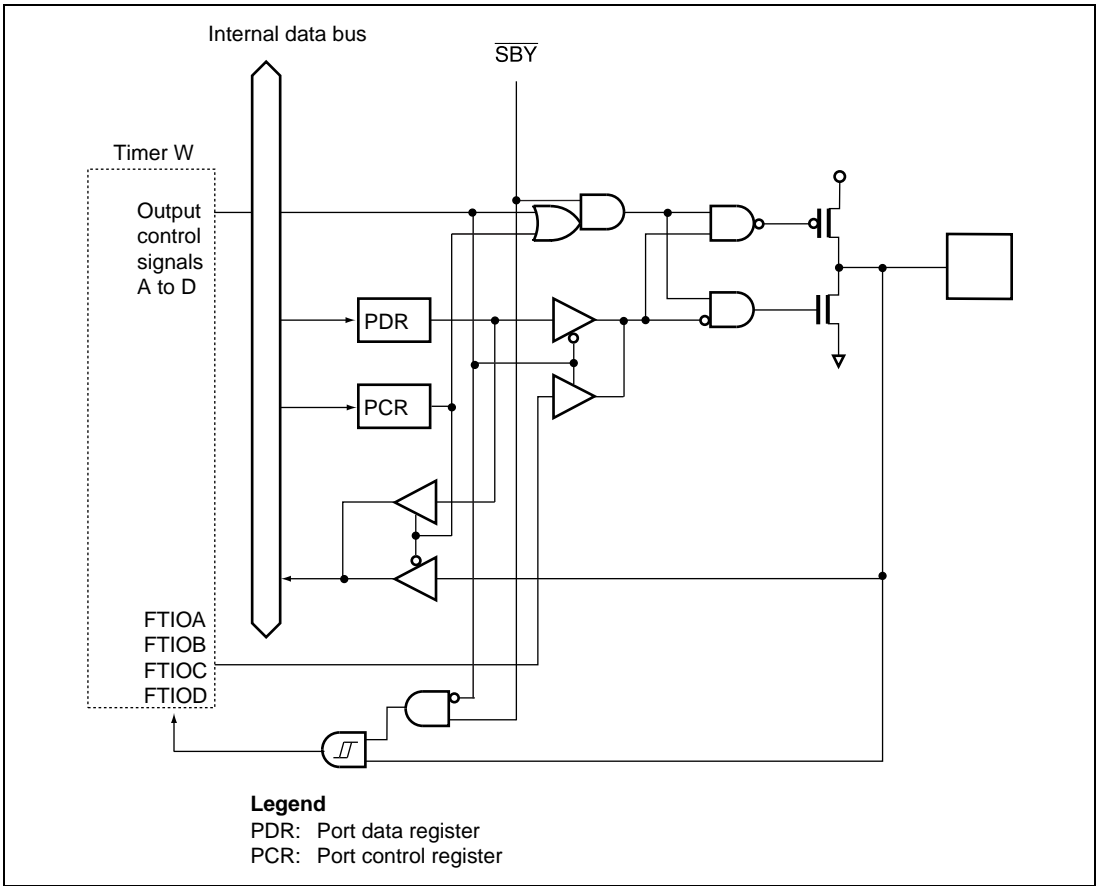 Internal data bus
SBY
Timer W
Output
control
signals
A to D
PDR
PCR
FTIOA
FTIOB
FTIOC
FTIOD
Legend
PDR: Port data register
PCR: Port control register